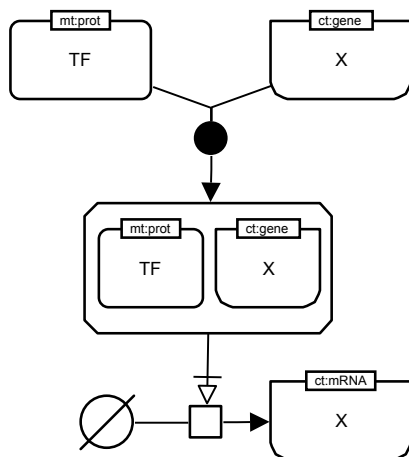 mt:prot
ct:gene
TF
X
mt:prot
ct:gene
TF
X
ct:mRNA
X